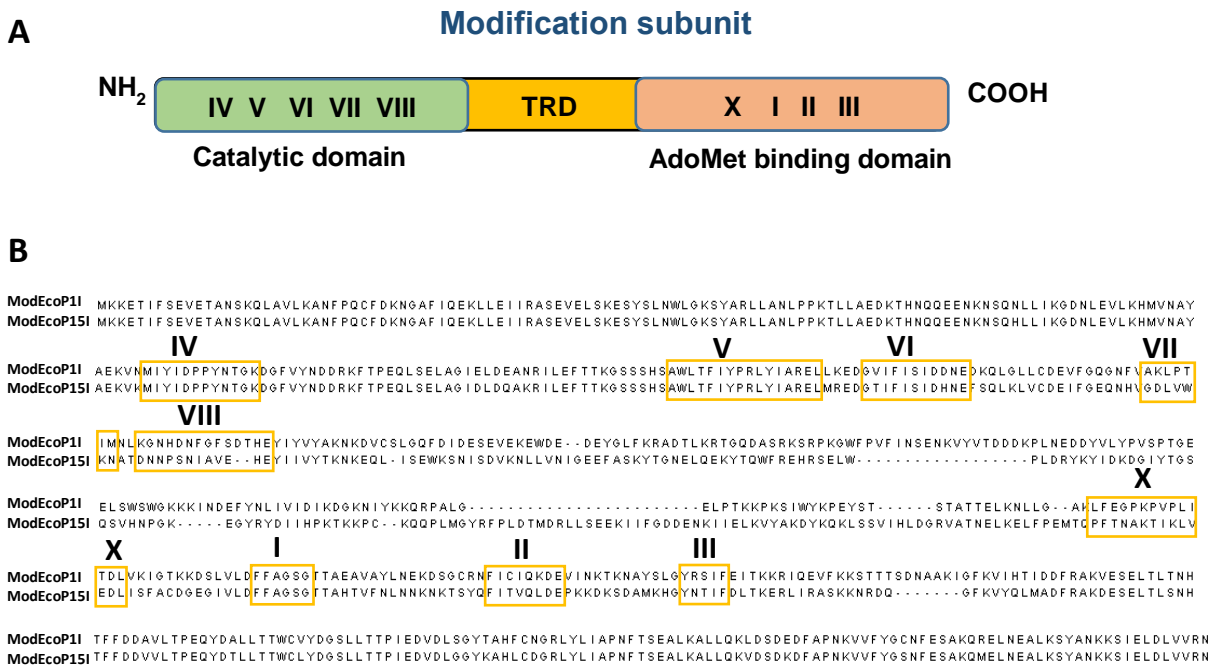 A
Modification subunit
NH2
IV V VI VII VIII
TRD
X I II III
COOH
Catalytic domain
AdoMet binding domain
B
ModEcoP1I MKKETIFSEVETANSKQLAVLKANFPQCFDKNGAFIQEKLLEIIRASEVELSKESYSLNWLGKSYARLLANLPPKTLLAEDKTHNQQEENKNSQNLLIKGDNLEVLKHMVNAY
ModEcoP15I MKKETIFSEVETANSKQLAVLKANFPQCFDKNGAFIQEKLLEIIRASEVELSKESYSLNWLGKSYARLLANLPPKTLLAEDKTHNQQEENKNSQHLLIKGDNLEVLKHMVNAY
IV V VI VII
ModEcoP1I AEKVNMIYIDPPYNTGKDGFVYNDDRKFTPEQLSELAGIELDEANRILEFTTKGSSSHSAWLTFIYPRLYIARELLKEDGVIFISIDDNEDKQLGLLCDEVFGQGNFVAKLPT
ModEcoP15I AEKVKMIYIDPPYNTGKDGFVYNDDRKFTPEQLSELAGIDLDQAKRILEFTTKGSSSHSAWLTFIYPRLYIARELMREDGTIFISIDHNEFSQLKLVCDEIFGEQNHVGDLVW
VIII
ModEcoP1I IMNLKGNHDNFGFSDTHEYIYVYAKNKDVCSLGQFDIDESEVEKEWDE--DEYGLFKRADTLKRTGQDASRKSRPKGWFPVFINSENKVYVTDDDKPLNEDDYVLYPVSPTGE
ModEcoP15I KNATDNNPSNIAVE--HEYIIVYTKNKEQL-ISEWKSNISDVKNLLVNIGEEFASKYTGNELQEKYTQWFREHRSELW-----------------PLDRYKYIDKDGIYTGS
X
ModEcoP1I ELSWSWGKKKINDEFYNLIVIDIKDGKNIYKKQRPALG-----------------------ELPTKKPKSIWYKPEYST------STATTELKNLLG-AKLFEGPKPVPLI
ModEcoP15I QSVHNPGK-----EGYRYDIIHPKTKKPC--KQQPLMGYRFPLDTMDRLLSEEKIIFGDDENKIIELKVYAKDYKQKLSSVIHLDGRVATNELKELFPEMTQPFTNAKTIKLV
X I II III
ModEcoP1I TDLVKIGTKKDSLVLDFFAGSGTTAEAVAYLNEKDSGCRNFICIQKDEVINKTKNAYSLGYRSIFEITKKRIQEVFKKSTTTSDNAAKIGFKVIHTIDDFRAKVESELTLTNH
ModEcoP15I EDLISFACDGEGIVLDFFAGSGTTAHTVFNLNNKNKTSYQFITVQLDEPKKDKSDAMKHGYNTIFDLTKERLIRASKKNRDQ-------GFKVYQLMADFRAKDESELTLSNH
ModEcoP1I TFFDDAVLTPEQYDALLTTWCVYDGSLLTTPIEDVDLSGYTAHFCNGRLYLIAPNFTSEALKALLQKLDSDEDFAPNKVVFYGCNFESAKQRELNEALKSYANKKSIELDLVVRN
ModEcoP15I TFFDDVVLTPEQYDTLLTTWCLYDGSLLTTPIEDVDLGGYKAHLCDGRLYLIAPNFTSEALKALLQKVDSDKDFAPNKVVFYGSNFESAKQMELNEALKSYANKKSIELDLVVRN